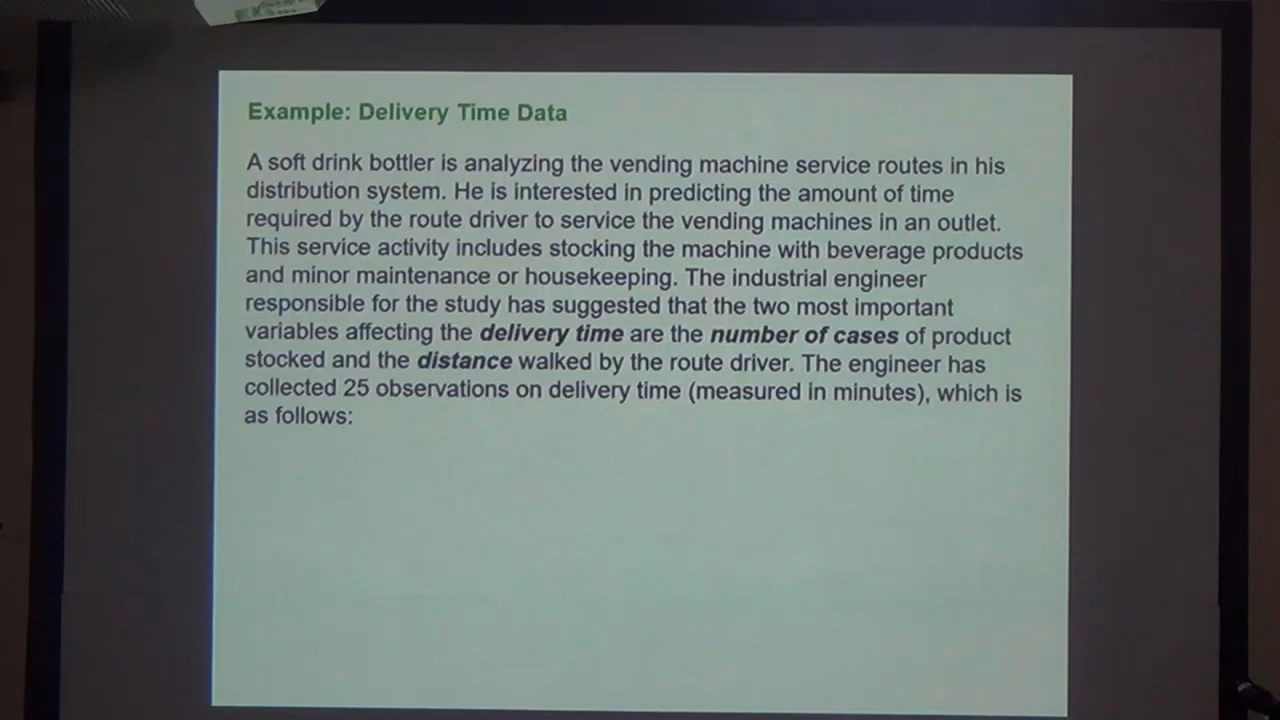 Example: Delivery Time Data
A soft drink bottler is analyzing the vending machine service routes in his
distribution system. He is interested in predicting the amount of time
required by the route driver to service the vending machines in an outlet.
This service activity includes stocking the machine with beverage products
and minor maintenance or housekeeping. The industrial engineer
responsible for the study has suggested that the two most important
variables affecting the delivery time are the number of cases of product
stocked and the distance walked by the route driver. The engineer has
collected 25 observations on delivery time (measured in minutes), which is
as follows: